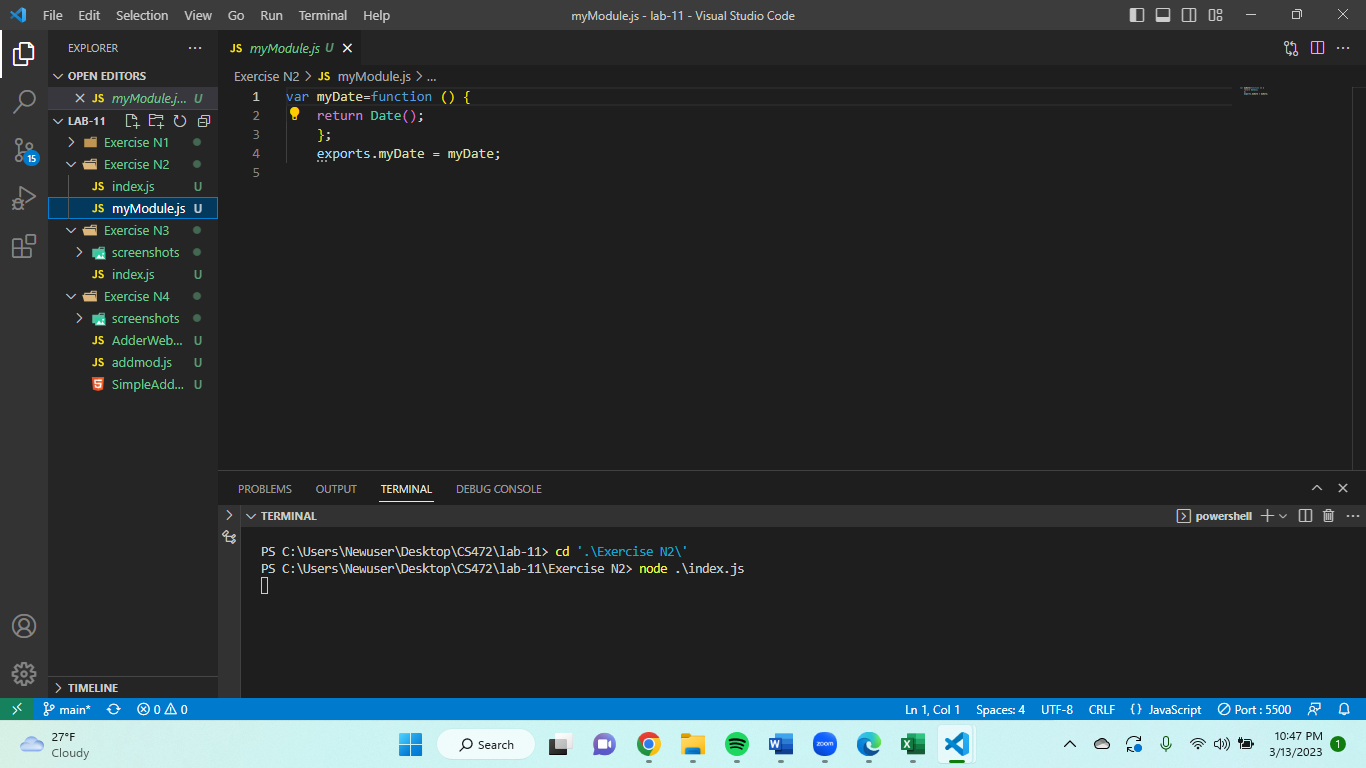 File Edit Selection View Go Run Terminal Help myModule.js - lab-11 - Visual Studio Code
EXPLORER
OPEN EDITORS
JS myModule.j... U
LAB-11
Exercise N1
Exercise N2
JS index.js U
JS myModule.js U
Exercise N3
screenshots
JS index.js U
Exercise N4
screenshots
JS AdderWeb... U
JS addmod.js U
SimpleAdd... U
TIMELINE
15
JS myModule.js U
Exercise N2 > JS myModule.js > ...
1 var myDate=function () {
2 return Date();
3 };
4 exports.myDate = myDate;
5
PROBLEMS OUTPUT TERMINAL DEBUG CONSOLE
TERMINAL powershell
PS C:\Users\Newuser\Desktop\CS472\lab-11> cd '.\Exercise N2\'
PS C:\Users\Newuser\Desktop\CS472\lab-11\Exercise N2> node .\index.js
main* 0 0 Ln 1, Col 1 Spaces: 4 UTF-8 CRLF {} JavaScript Port : 5500
27°F
Cloudy
Search
zoom
10:47 PM
3/13/2023
1